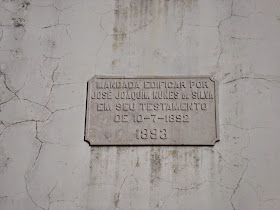 MANDADA EDIFICAR POR
JOSÉ JOAQUIM NUNES DA SILVA
EM SEU TESTAMENTO
DE 10-7-1892
1893